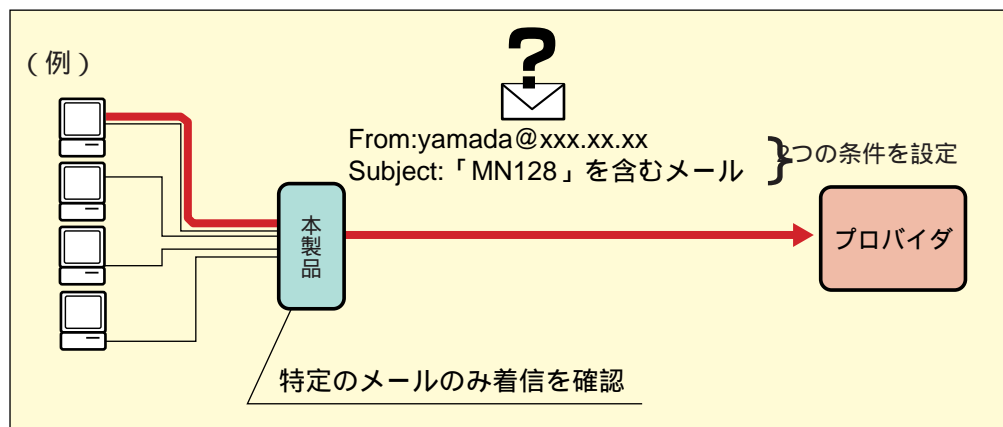 (例)
?
From:yamada@xxx.xx.xx
Subject:「MN128」を含むメール
2つの条件を設定
本製品
プロバイダ
特定のメールのみ着信を確認